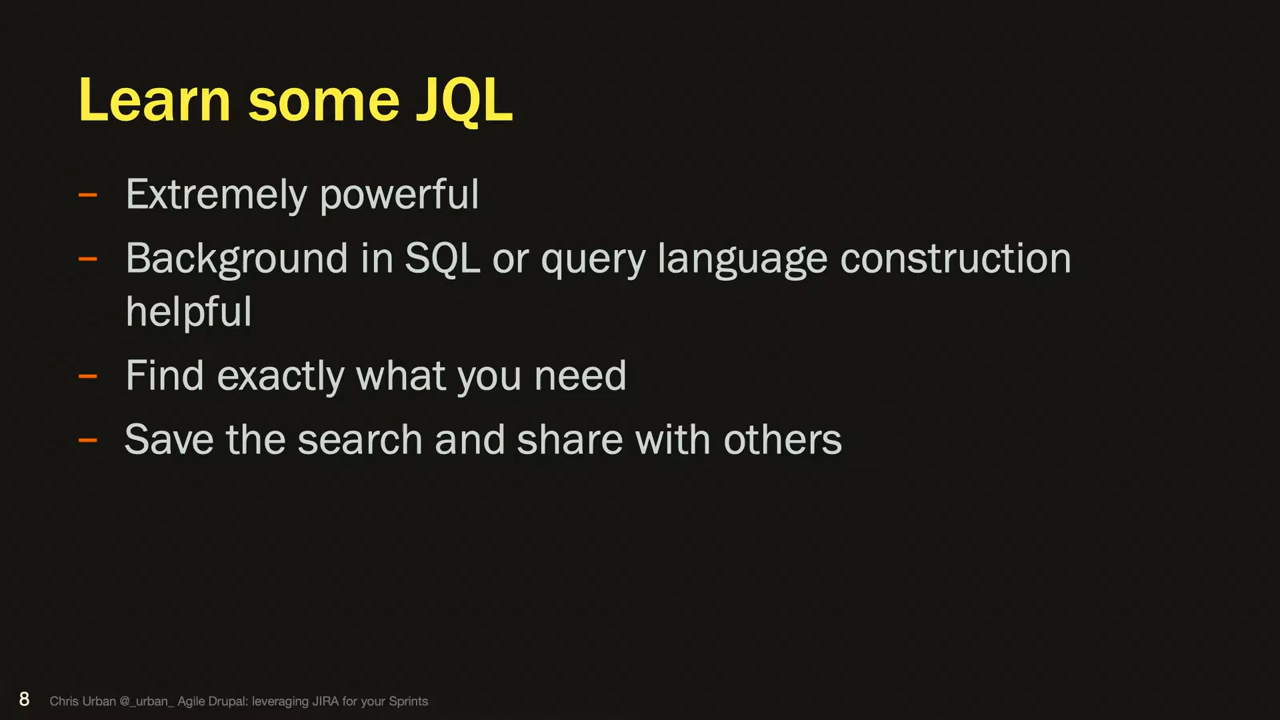 Learn some JQL
– Extremely powerful
– Background in SQL or query language construction
helpful
– Find exactly what you need
– Save the search and share with others
8 Chris Urban @_urban_ Agile Drupal: leveraging JIRA for your Sprints